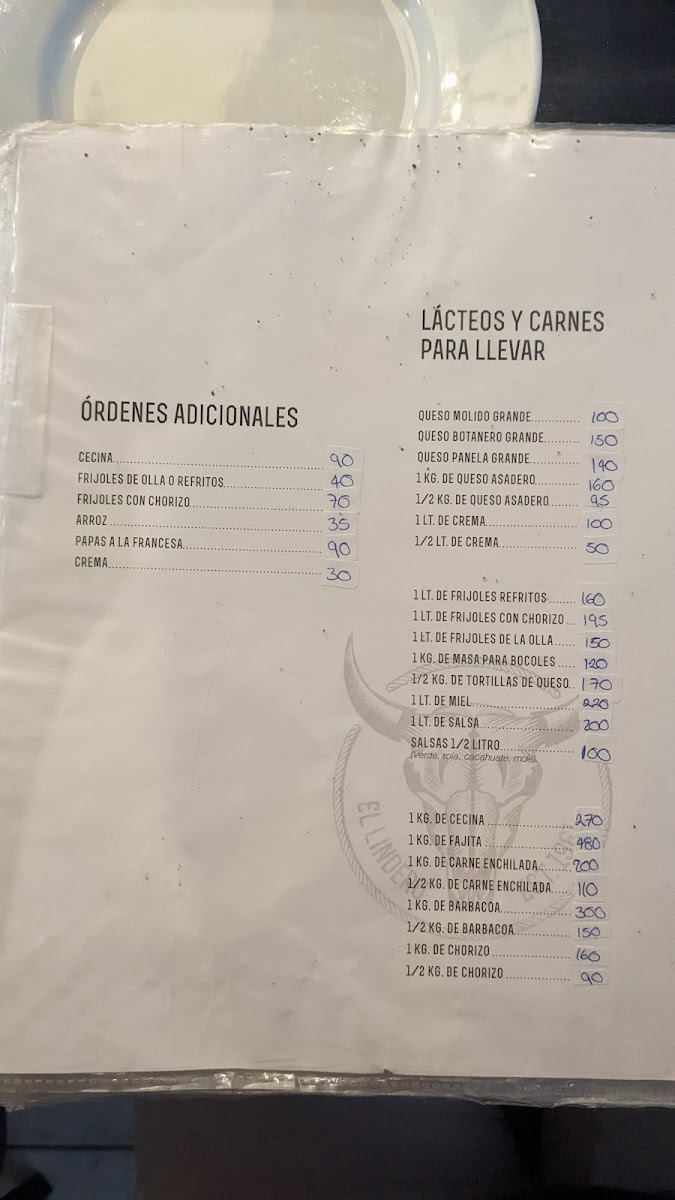 ÓRDENES ADICIONALES
CECINA 90
FRIJOLES DE OLLA O REFRITOS 40
FRIJOLES CON CHORIZO 70
ARROZ 35
PAPAS A LA FRANCESA 90
CREMA 30
LÁCTEOS Y CARNES
PARA LLEVAR
QUESO MOLIDO GRANDE 100
QUESO BOTANERO GRANDE 150
QUESO PANELA GRANDE 140
1 KG. DE QUESO ASADERO 160
1/2 KG. DE QUESO ASADERO 95
1 LT. DE CREMA 100
1/2 LT. DE CREMA 50
1 LT. DE FRIJOLES REFRITOS 160
1 LT. DE FRIJOLES CON CHORIZO 195
1 LT. DE FRIJOLES DE LA OLLA 150
1 KG. DE MASA PARA BOCOLES 120
1/2 KG. DE TORTILLAS DE QUESO 170
1 LT. DE MIEL 220
1 LT. DE SALSA 200
SALSAS 1/2 LITRO 100
(Verde, roja, cacahuate, mole)
1 KG. DE CECINA 270
1 KG. DE FAJITA 480
1 KG. DE CARNE ENCHILADA 200
1/2 KG. DE CARNE ENCHILADA 110
1 KG. DE BARBACOA 300
1/2 KG. DE BARBACOA 150
1 KG. DE CHORIZO 160
1/2 KG. DE CHORIZO 90
EL LINDERO
EST.